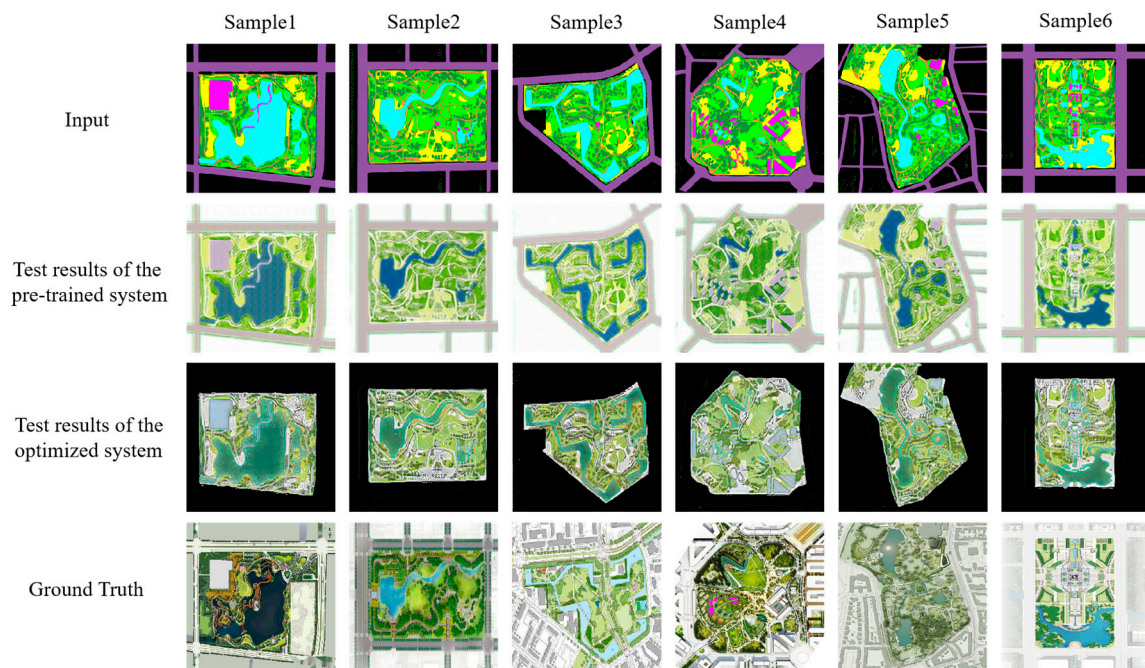 Sample1 Sample2 Sample3 Sample4 Sample5 Sample6
Input
Test results of the
pre-trained system
Test results of the
optimized system
Ground Truth